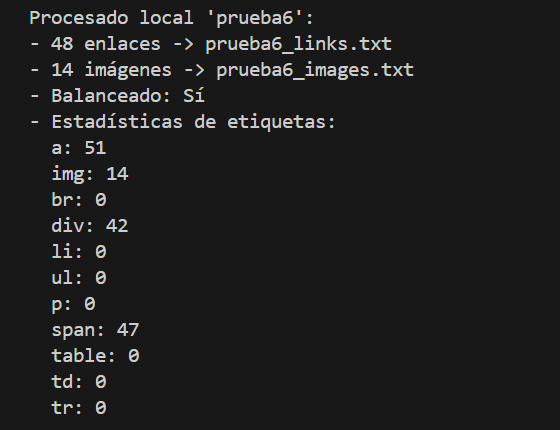 Procesado local 'prueba6':
- 48 enlaces -> prueba6_links.txt
- 14 imágenes -> prueba6_images.txt
- Balanceado: Sí
- Estadísticas de etiquetas:
a: 51
img: 14
br: 0
div: 42
li: 0
ul: 0
p: 0
span: 47
table: 0
td: 0
tr: 0